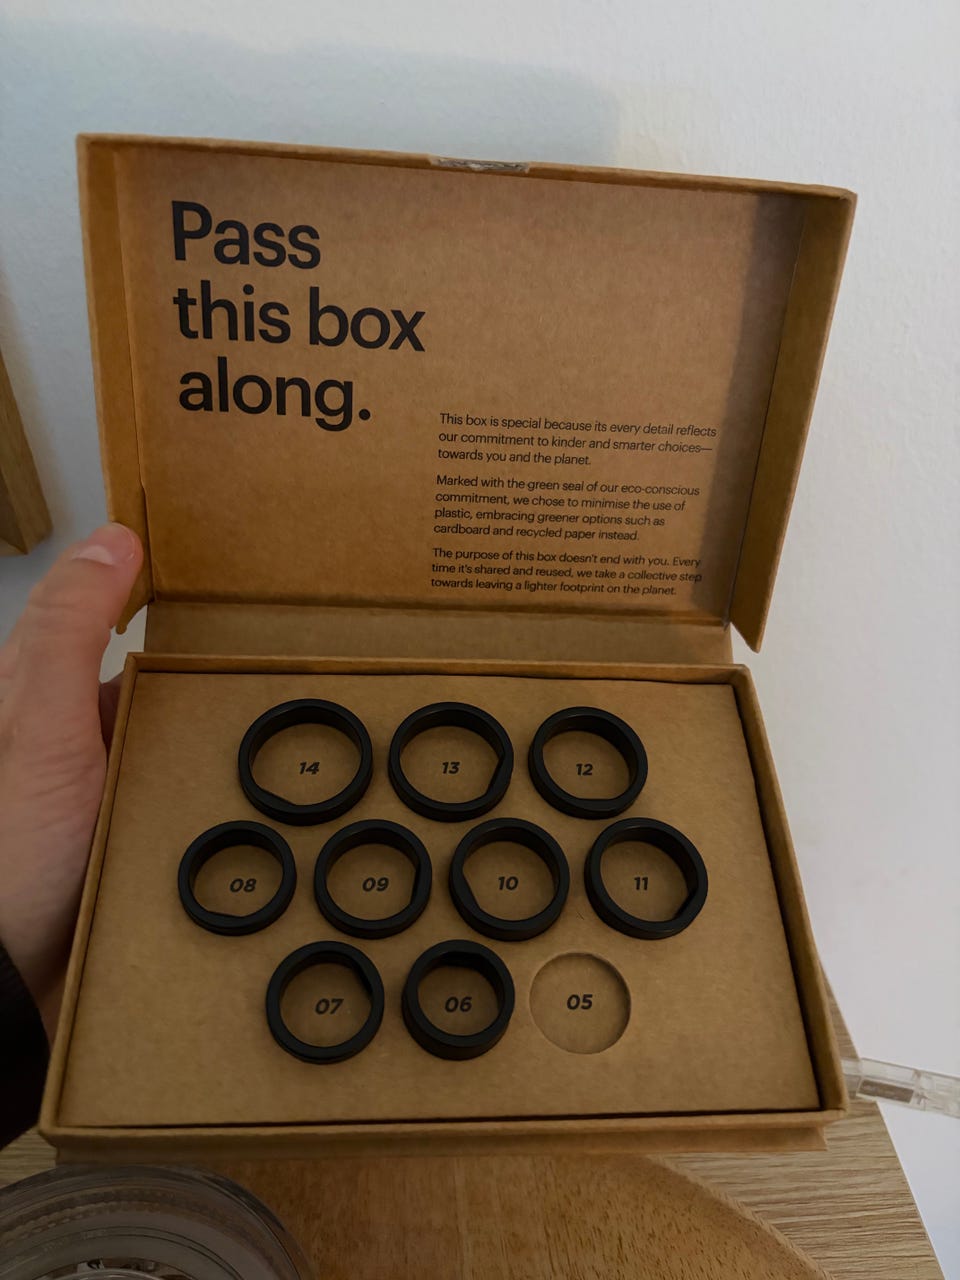 Pass
this box
along.
This box is special because its every detail reflects
our commitment to kinder and smarter choices—
towards you and the planet.
Marked with the green seal of our eco-conscious
commitment, we chose to minimise the use of
plastic, embracing greener options such as
cardboard and recycled paper instead.
The purpose of this box doesn't end with you. Every
time it's shared and reused, we take a collective step
towards leaving a lighter footprint on the planet.
14 13 12
08 09 10 11
07 06 05